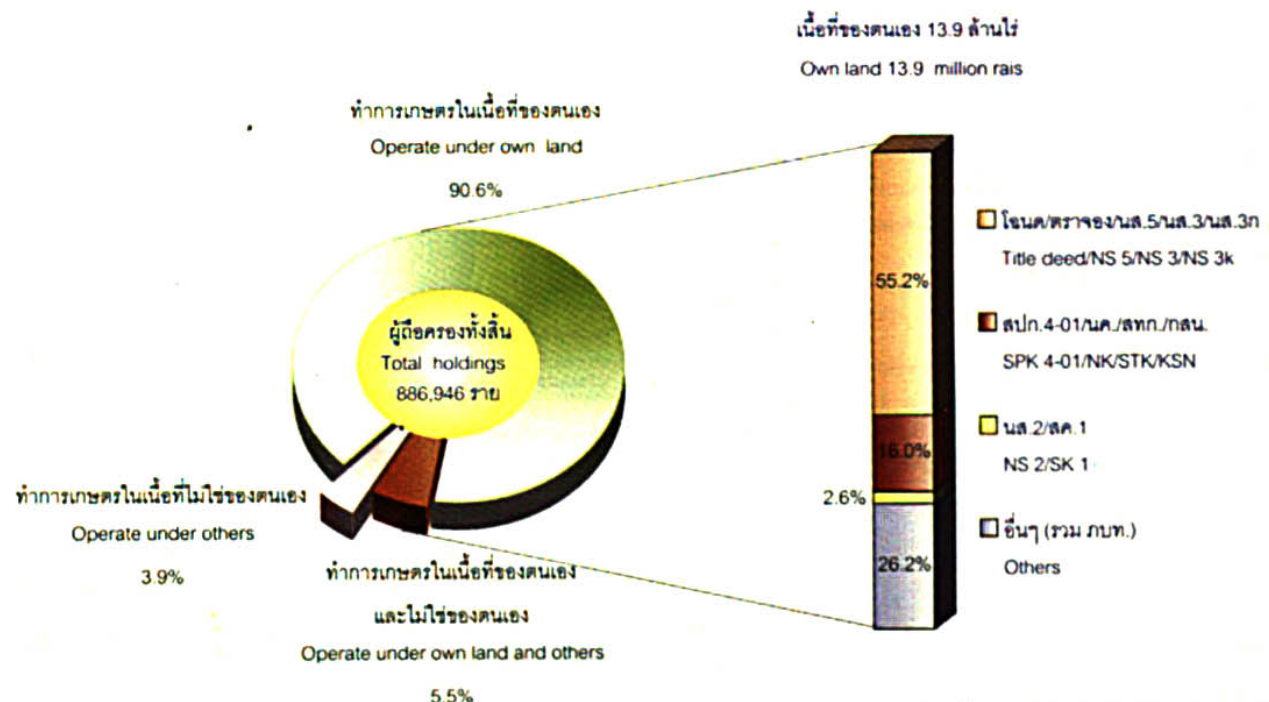 เนื้อที่ของตนเอง 13.9 ล้านไร่
Own land 13.9 million rais
ทำการเกษตรในเนื้อที่ของตนเอง
Operate under own land
90.6%
ผู้ถือครองทั้งสิ้น
Total holdings
886,946 ราย
ทำการเกษตรในเนื้อที่ไม่ใช่ของตนเอง
Operate under others
3.9%
ทำการเกษตรในเนื้อที่ของตนเอง
และไม่ใช่ของตนเอง
Operate under own land and others
5.5%
55.2%
16.0%
2.6%
26.2%
โฉนด/ตราจอง/นส.5/นส.3/นส.3ก
Title deed/NS 5/NS 3/NS 3k
สปก.4-01/นค./สทก./กสน.
SPK 4-01/NK/STK/KSN
นส.2/สค.1
NS 2/SK 1
อื่นๆ (รวม ภบท.)
Others